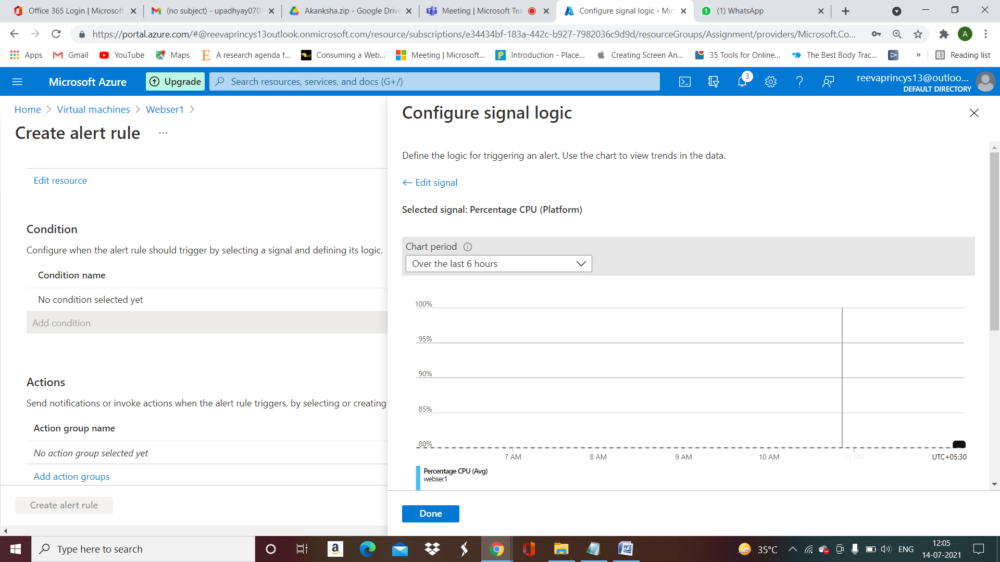 Office 365 Login | Microsoft
(no subject) - upadhyay070
Akanksha.zip - Google Drive
Meeting | Microsoft Tea
Configure signal logic - Mic
(1) WhatsApp
https://portal.azure.com/#@reevaprincys13outlook.onmicrosoft.com/resource/subscriptions/e34434bf-183a-442c-b927-7982036c9d9d/resourceGroups/Assignment/providers/Microsoft.Co...
A
Apps
Gmail
YouTube
Maps
A research agenda f...
Consuming a Web...
Meeting | Microsoft...
Introduction - Place...
Creating Screen An...
35 Tools for Online...
The Best Body Trac...
»
Reading list
Microsoft Azure
Upgrade
Search resources, services, and docs (G+/)
3
reevaprincys13@outloo...
DEFAULT DIRECTORY
Home > Virtual machines > Webser1 >
Create alert rule ...
Edit resource
Condition
Configure when the alert rule should trigger by selecting a signal and defining its logic.
Condition name
No condition selected yet
Add condition
Actions
Send notifications or invoke actions when the alert rule triggers, by selecting or creating
Action group name
No action group selected yet
Add action groups
Create alert rule
Configure signal logic
Define the logic for triggering an alert. Use the chart to view trends in the data.
← Edit signal
Selected signal: Percentage CPU (Platform)
Chart period
Over the last 6 hours
100%
95%
90%
85%
80%
7 AM 8 AM 9 AM 10 AM 11 AM UTC+05:30
Percentage CPU (Avg)
webser1
Done
Type here to search
35°C
ENG
12:05
14-07-2021